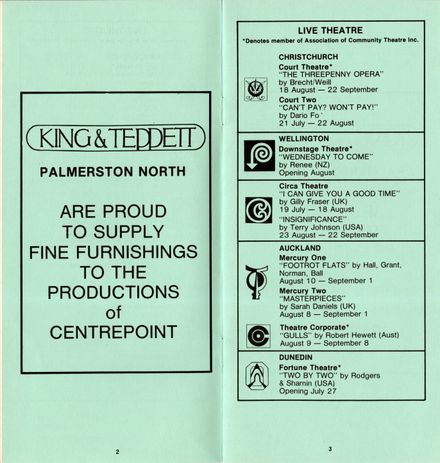 KING & TEDDETT
PALMERSTON NORTH
ARE PROUD
TO SUPPLY
FINE FURNISHINGS
TO THE
PRODUCTIONS
of
CENTREPOINT
2
LIVE THEATRE
*Denotes member of Association of Community Theatre Inc.
CHRISTCHURCH
Court Theatre*
"THE THREEPENNY OPERA"
by Brecht/Weill
18 August — 22 September
Court Two
"CAN'T PAY? WON'T PAY!"
by Dario Fo
21 July — 22 August
WELLINGTON
Downstage Theatre*
"WEDNESDAY TO COME"
by Renee (NZ)
Opening August
Circa Theatre
"I CAN GIVE YOU A GOOD TIME"
by Gilly Fraser (UK)
19 July — 18 August
"INSIGNIFICANCE"
by Terry Johnson (USA)
23 August — 22 September
AUCKLAND
Mercury One
"FOOTROT FLATS" by Hall, Grant,
Norman, Ball
August 10 — September 1
Mercury Two
"MASTERPIECES"
by Sarah Daniels (UK)
August 8 — September 1
Theatre Corporate*
"GULLS" by Robert Hewett (Aust)
August 9 — September 8
DUNEDIN
Fortune Theatre*
"TWO BY TWO" by Rodgers
& Sharnin (USA)
Opening July 27
3